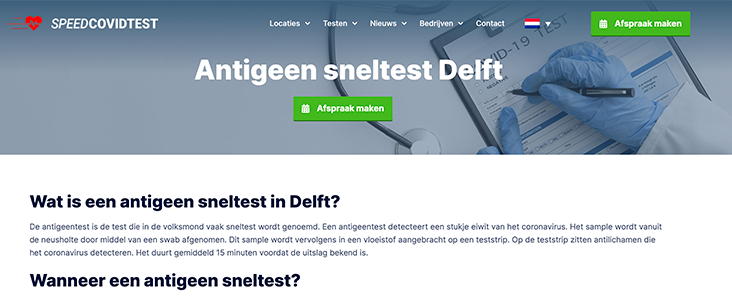 SPEEDCOVIDTEST
Locaties Testen Nieuws Bedrijven Contact
Afspraak maken
COVID-19 TEST
Antigeen sneltest Delft
Afspraak maken
Wat is een antigeen sneltest in Delft?
De antigeentest is de test die in de volksmond vaak sneltest wordt genoemd. Een antigeentest detecteert een stukje eiwit van het coronavirus. Het sample wordt vanuit
de neusholte door middel van een swab afgenomen. Dit sample wordt vervolgens in een vloeistof aangebracht op een teststrip. Op de teststrip zitten antilichamen die
het coronavirus detecteren. Het duurt gemiddeld 15 minuten voordat de uitslag bekend is.
Wanneer een antigeen sneltest?